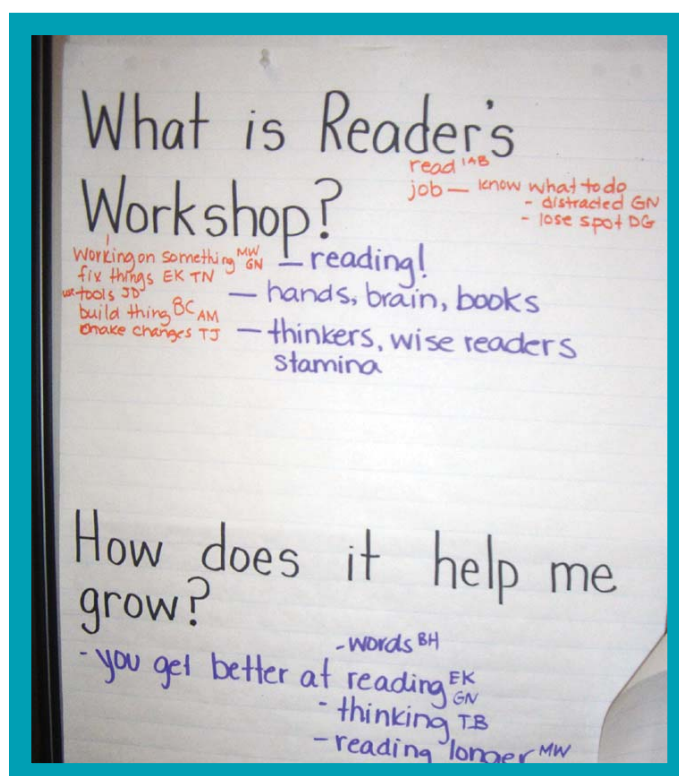 What is Reader's
read IAB
job — know what to do
- distracted GN
- lose spot DG
Workshop?
Working on something MW GN
fix things EK TN
use tools JD
build thing BC AM
make changes TJ
— reading!
— hands, brain, books
— thinkers, wise readers
stamina
How does it help me
grow?
- words BH
- you get better at reading EK GN
- thinking TB
- reading longer MW